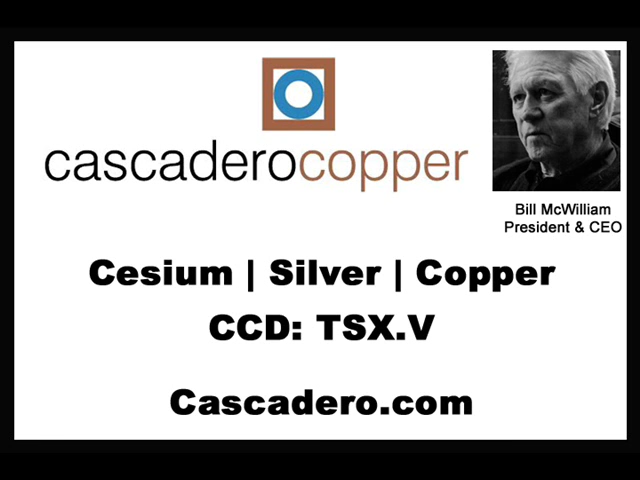 cascaderocopper
Bill McWilliam
President & CEO
Cesium | Silver | Copper
CCD: TSX.V
Cascadero.com